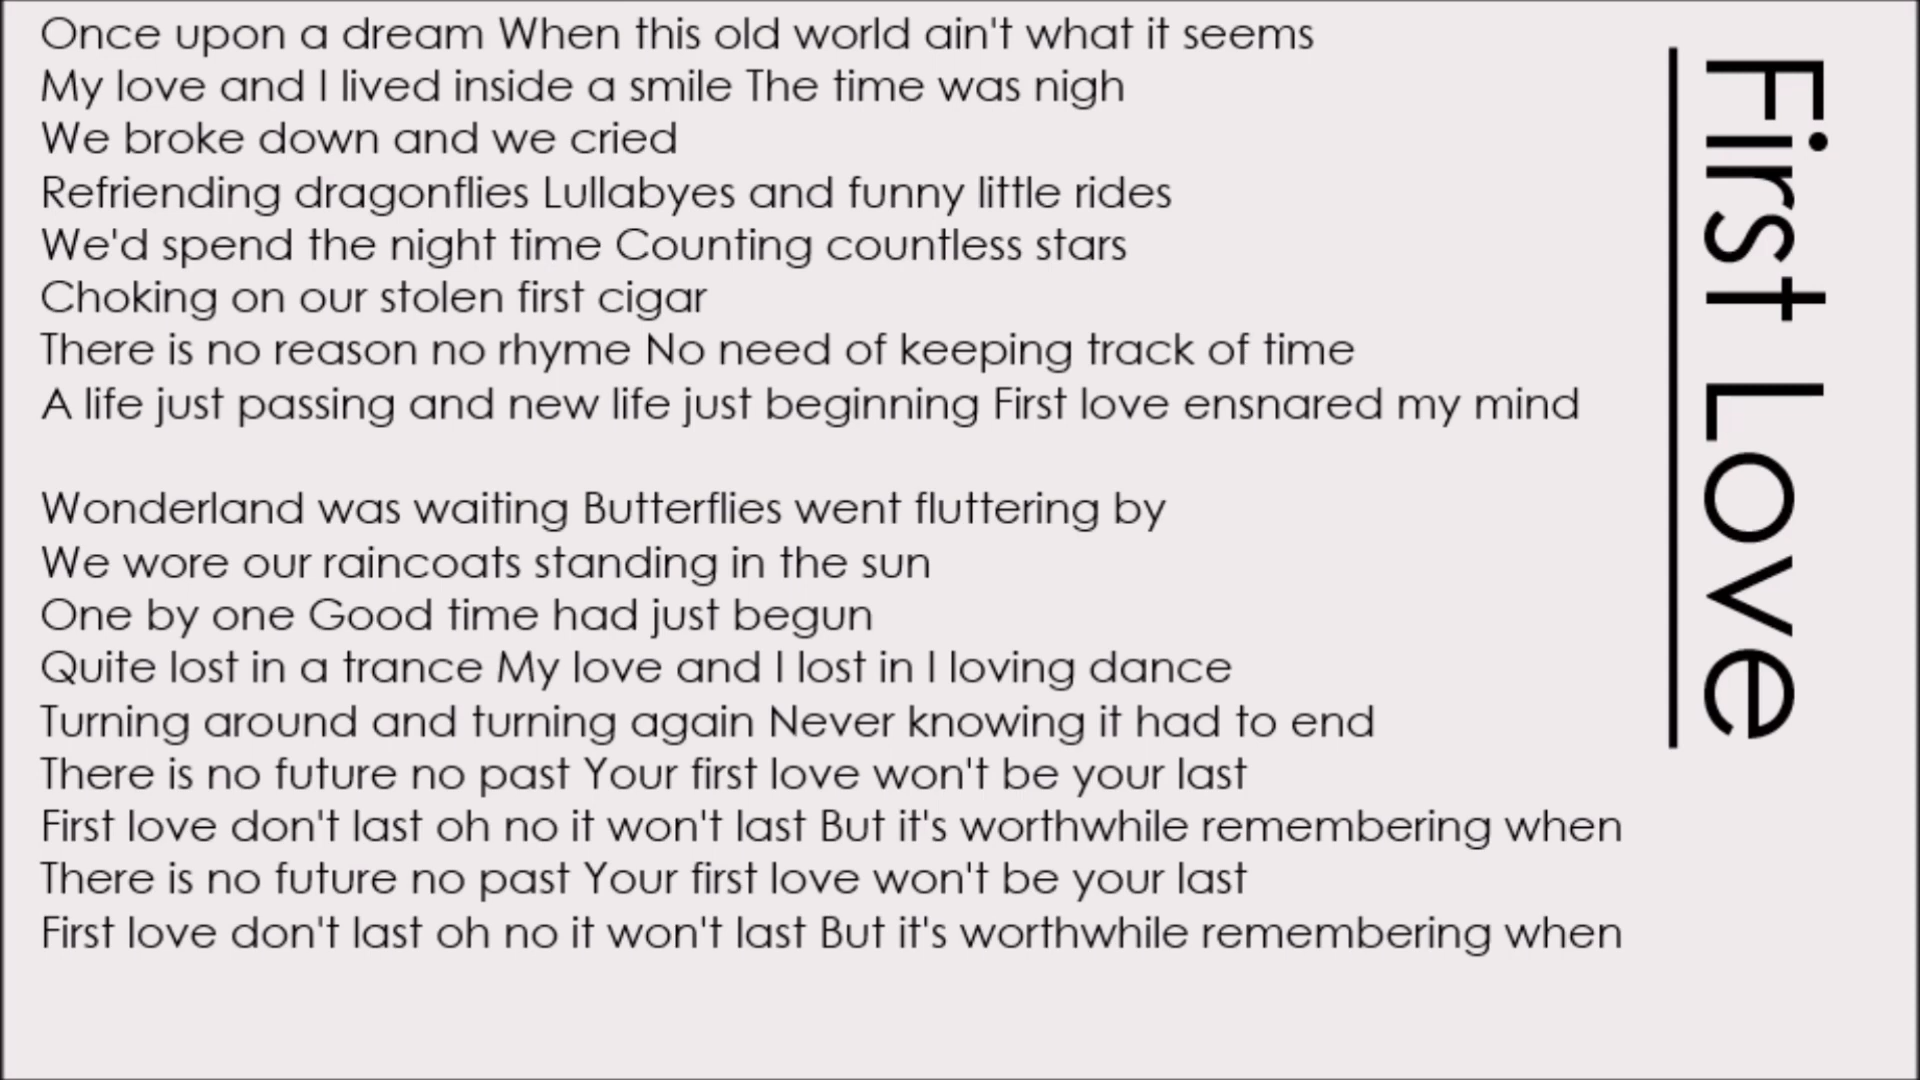 Once upon a dream When this old world ain't what it seems
My love and I lived inside a smile The time was nigh
We broke down and we cried
Refriending dragonflies Lullabyes and funny little rides
We'd spend the night time Counting countless stars
Choking on our stolen first cigar
There is no reason no rhyme No need of keeping track of time
A life just passing and new life just beginning First love ensnared my mind
Wonderland was waiting Butterflies went fluttering by
We wore our raincoats standing in the sun
One by one Good time had just begun
Quite lost in a trance My love and I lost in I loving dance
Turning around and turning again Never knowing it had to end
There is no future no past Your first love won't be your last
First love don't last oh no it won't last But it's worthwhile remembering when
There is no future no past Your first love won't be your last
First love don't last oh no it won't last But it's worthwhile remembering when
First Love